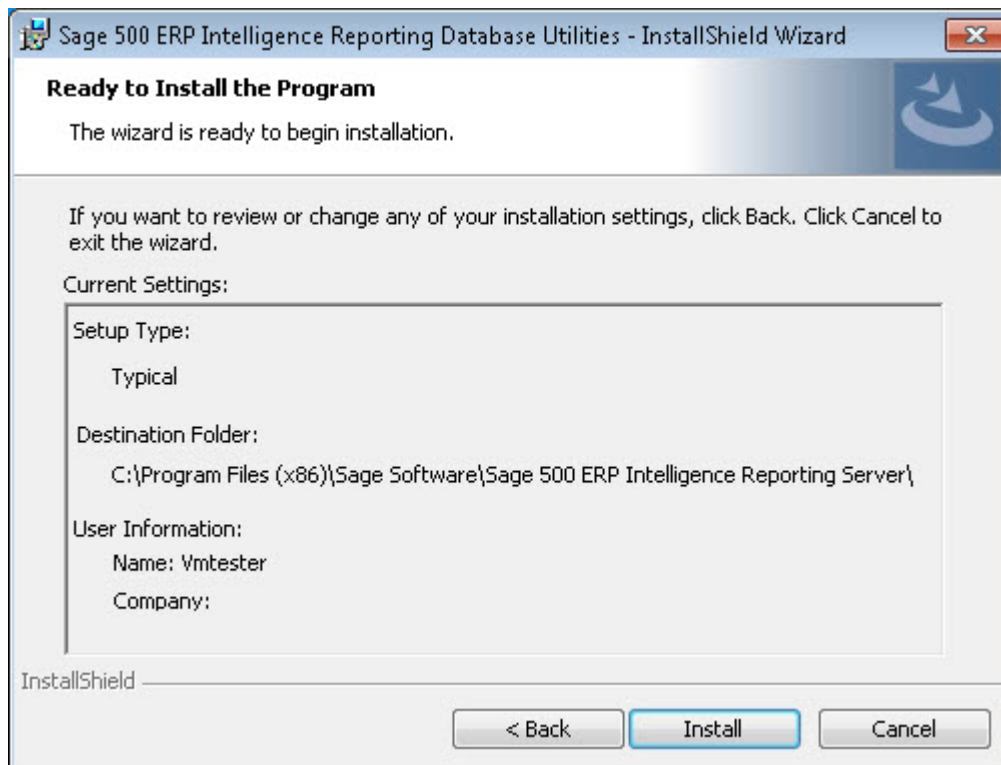 Sage 500 ERP Intelligence Reporting Database Utilities - InstallShield Wizard
Ready to Install the Program
The wizard is ready to begin installation.
If you want to review or change any of your installation settings, click Back. Click Cancel to
exit the wizard.
Current Settings:
Setup Type:
Typical
Destination Folder:
C:\Program Files (x86)\Sage Software\Sage 500 ERP Intelligence Reporting Server\
User Information:
Name: Vmtester
Company:
InstallShield
< Back
Install
Cancel